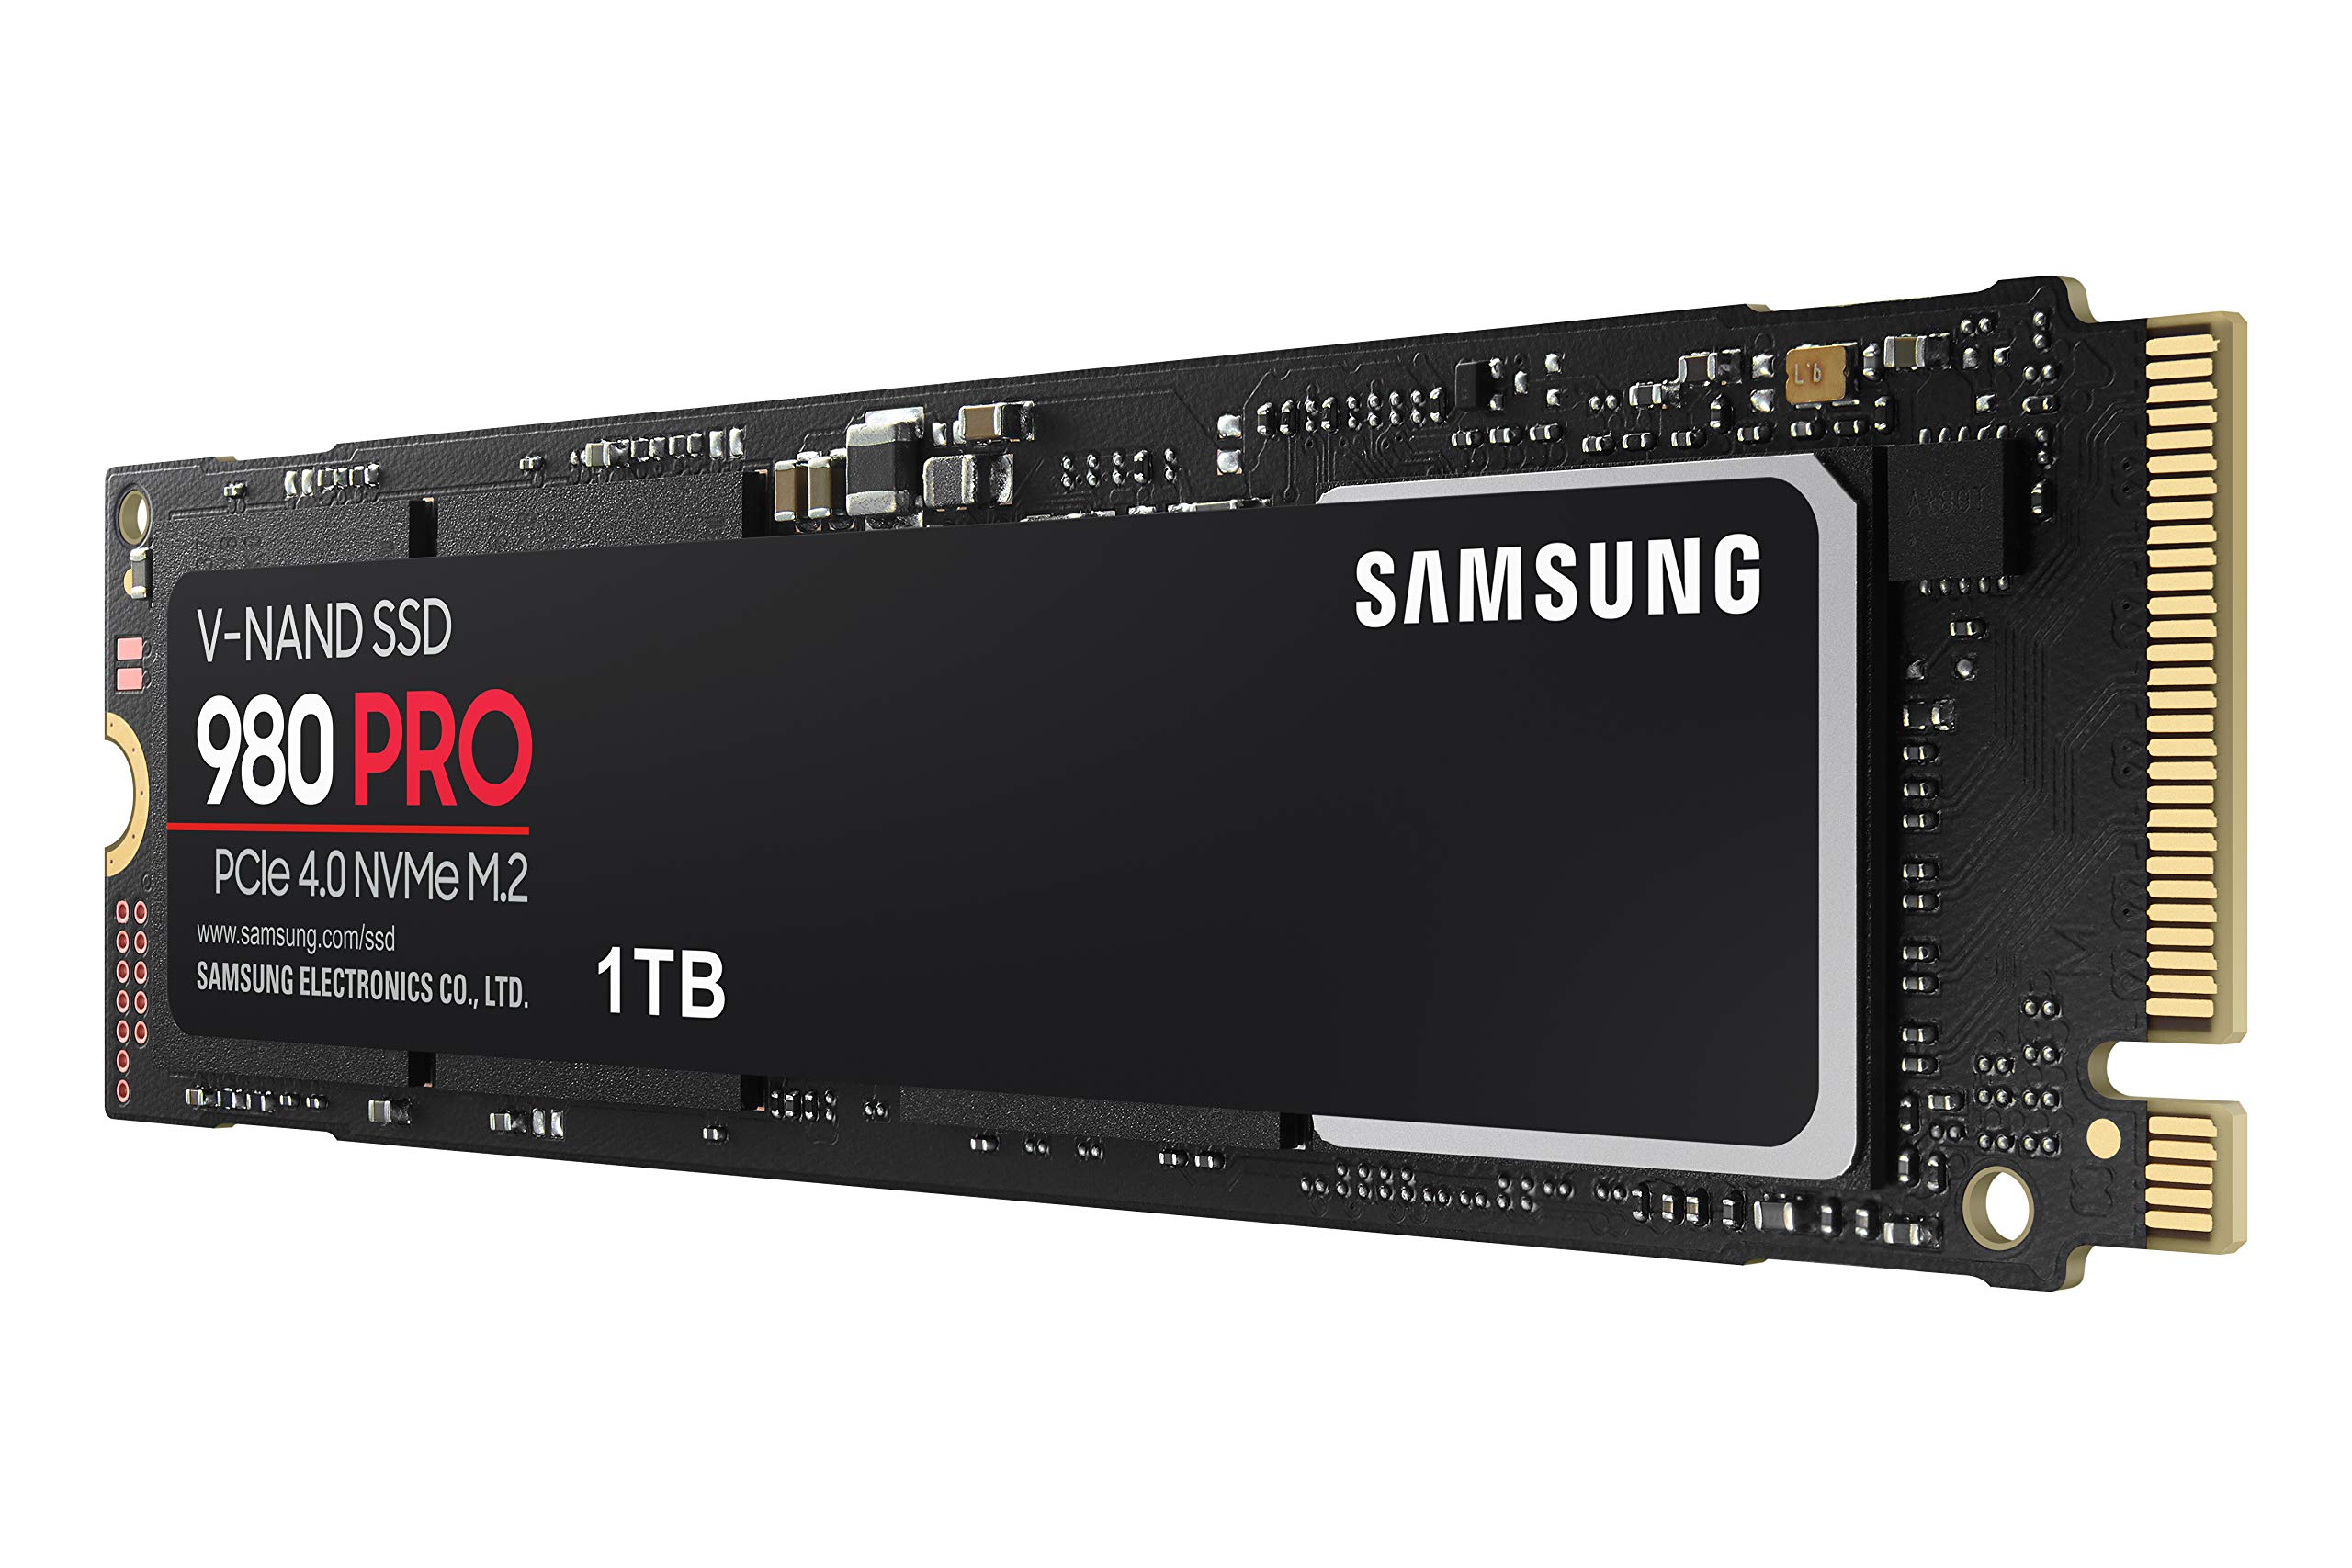 SAMSUNG
V-NAND SSD
980 PRO
PCIe 4.0 NVMe M.2
www.samsung.com/ssd
SAMSUNG ELECTRONICS CO., LTD.
1TB